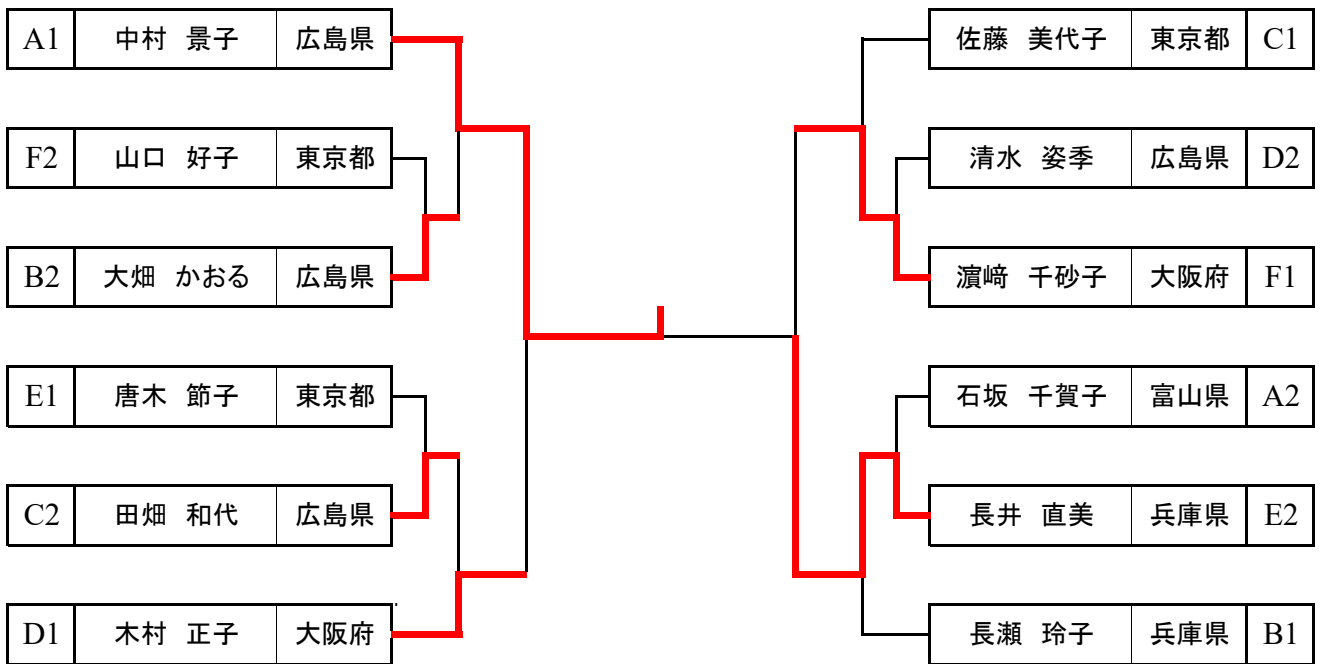 A1 中村 景子 広島県
F2 山口 好子 東京都
B2 大畑 かおる 広島県
E1 唐木 節子 東京都
C2 田畑 和代 広島県
D1 木村 正子 大阪府
佐藤 美代子 東京都 C1
清水 姿季 広島県 D2
濵﨑 千砂子 大阪府 F1
石坂 千賀子 富山県 A2
長井 直美 兵庫県 E2
長瀬 玲子 兵庫県 B1